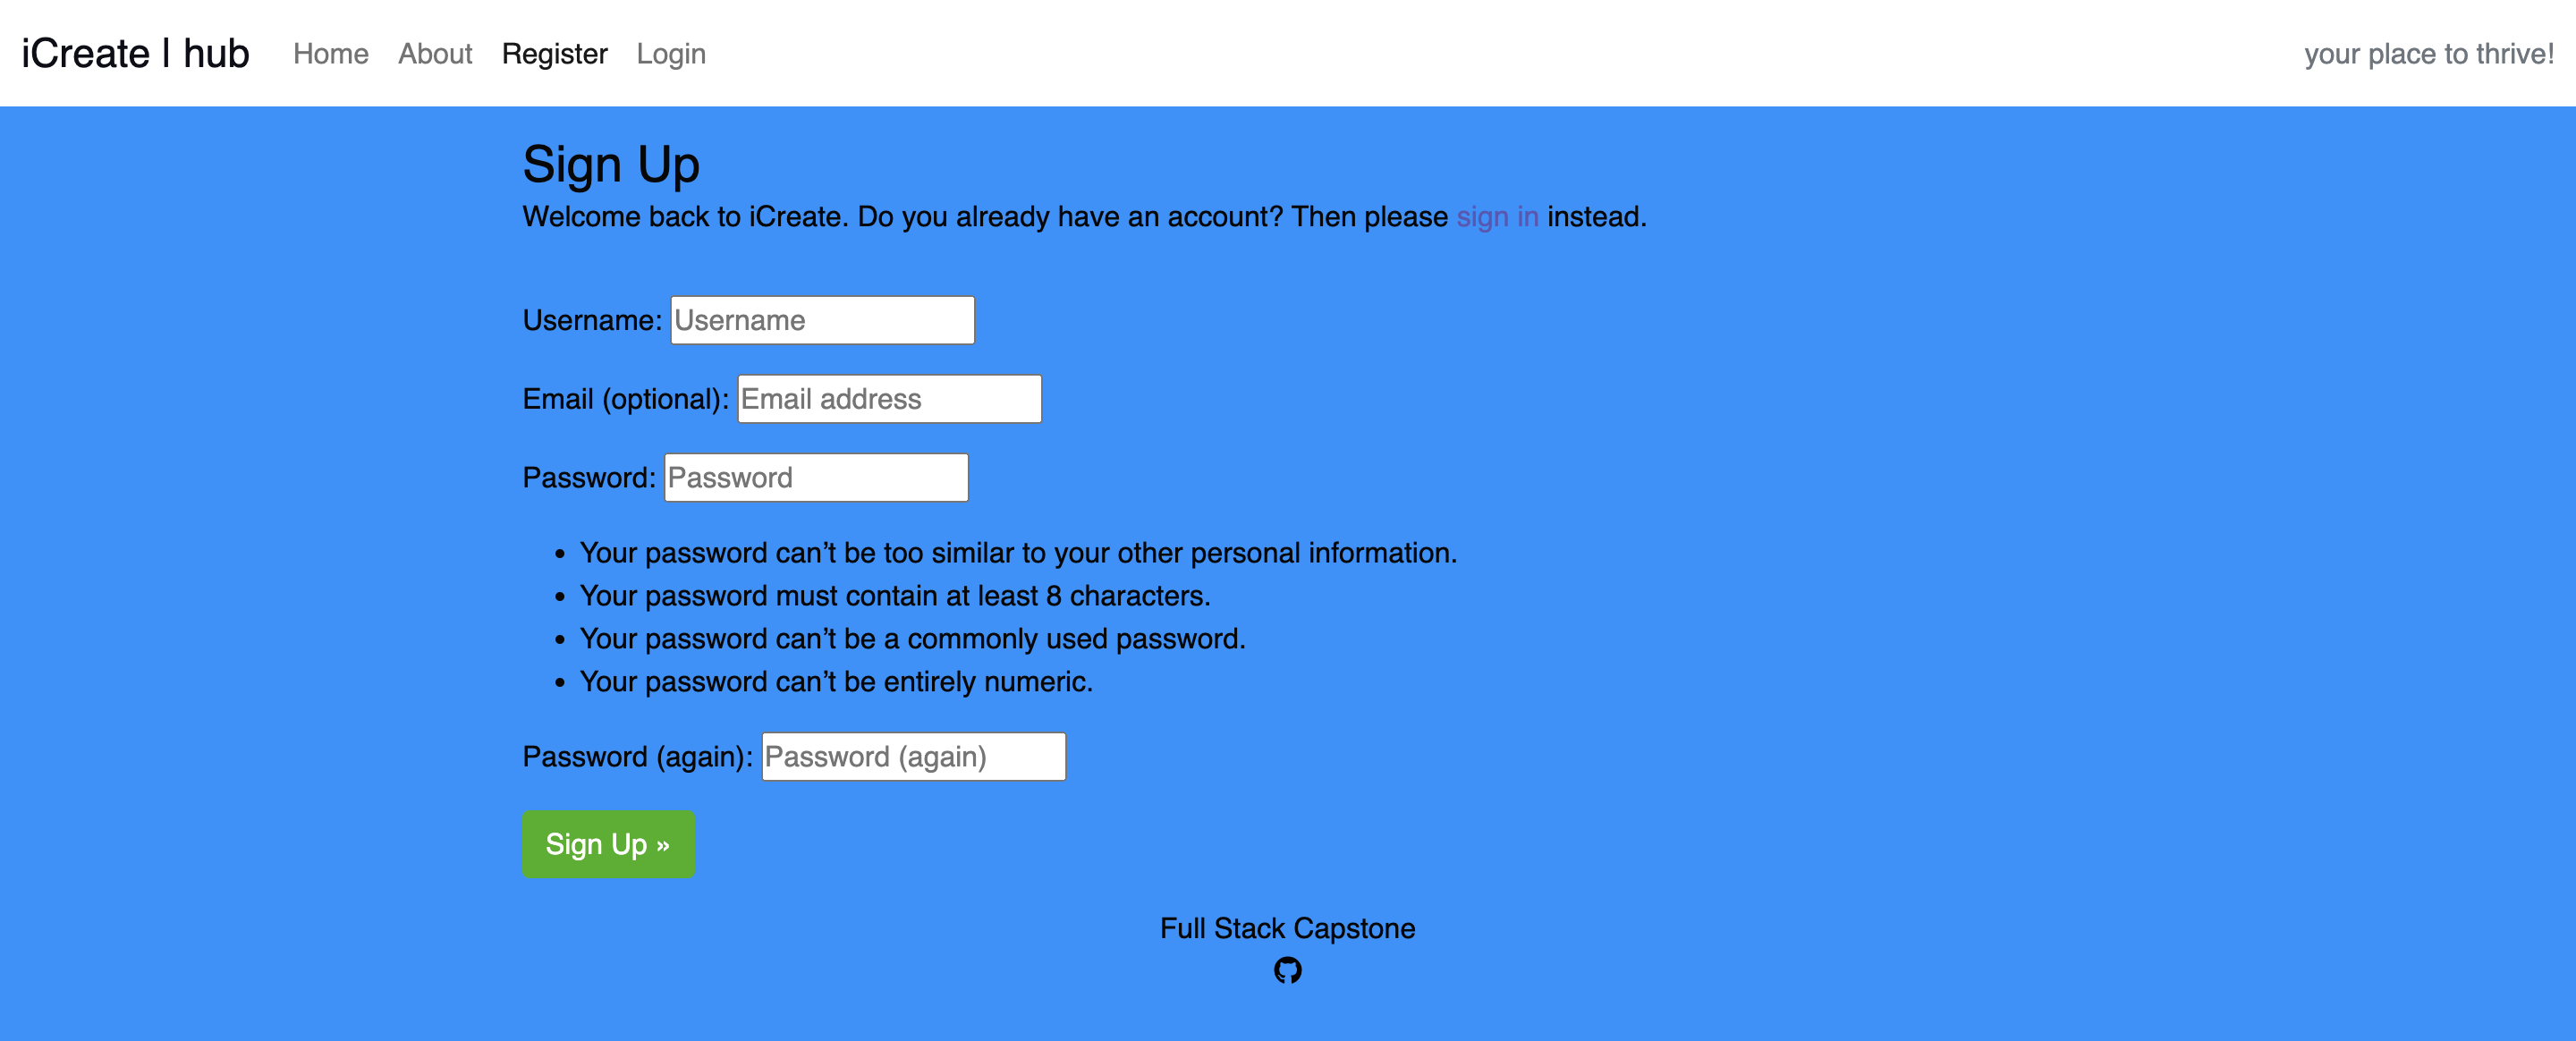 iCreate | hub Home About Register Login your place to thrive!
Sign Up
Welcome back to iCreate. Do you already have an account? Then please sign in instead.
Username: Username
Email (optional): Email address
Password: Password
• Your password can’t be too similar to your other personal information.
• Your password must contain at least 8 characters.
• Your password can’t be a commonly used password.
• Your password can’t be entirely numeric.
Password (again): Password (again)
Sign Up »
Full Stack Capstone